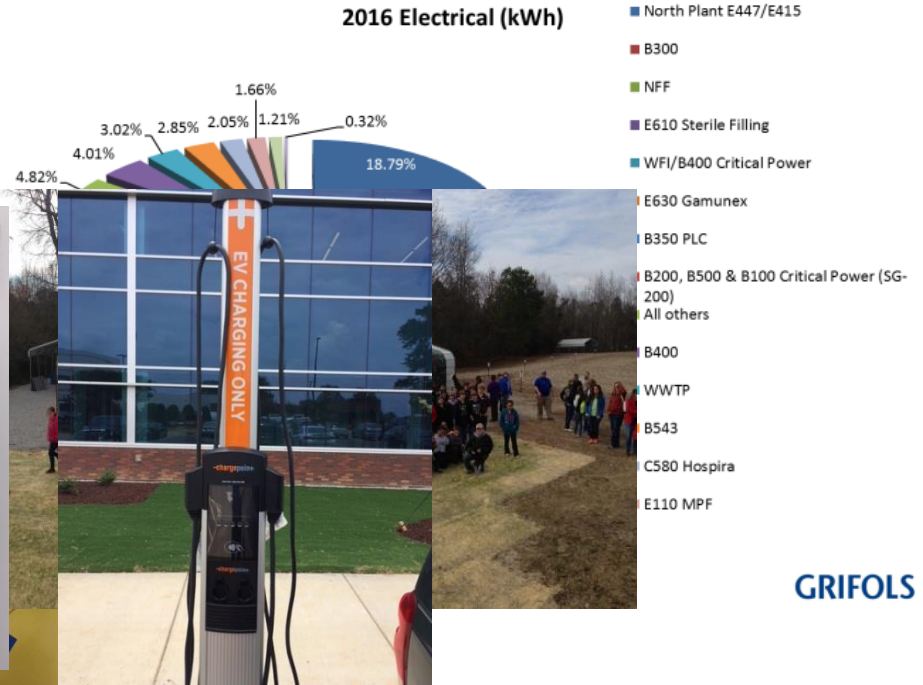 2016 Electrical (kWh)
1.66%
2.05%
1.21%
0.32%
2.85%
3.02%
4.01%
4.82%
18.79%
North Plant E447/E415
B300
NFF
E610 Sterile Filling
WFI/B400 Critical Power
E630 Gamunex
B350 PLC
B200, B500 & B100 Critical Power (SG-
200)
All others
B400
WWTP
B543
C580 Hospira
E110 MPF
EV CHARGING ONLY
-chargepoin+-
-chargepoin+-
GRIFOLS